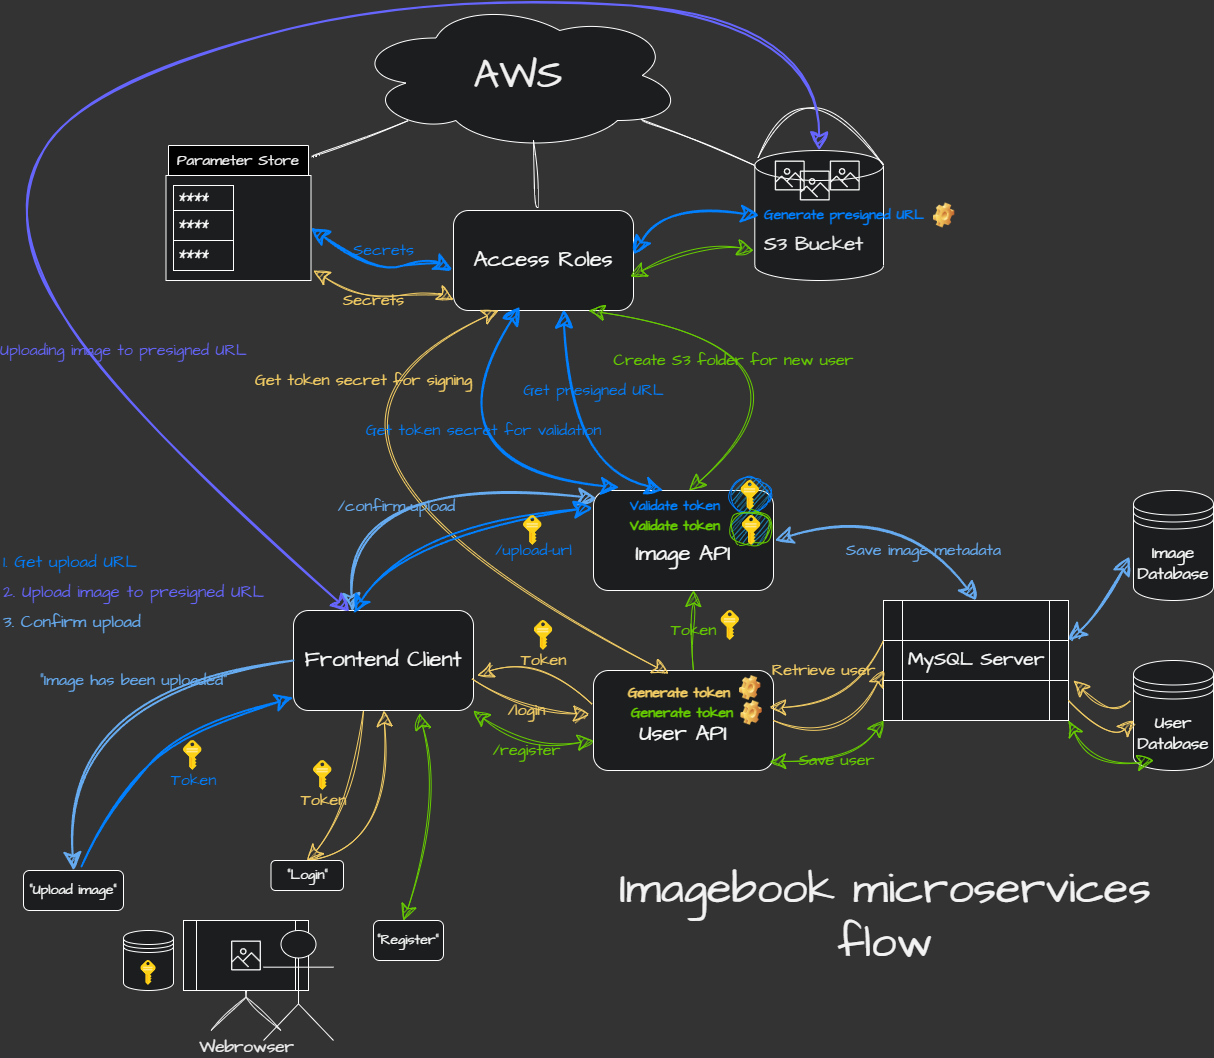 AWS
Parameter Store
****
****
****
Secrets
Secrets
Access Roles
Generate presigned URL
S3 Bucket
Uploading image to presigned URL
Get token secret for signing
Create S3 folder for new user
Get presigned URL
Get token secret for validation
/confirm-upload
/upload-url
Validate token
Validate token
Image API
Save image metadata
Image
Database
1. Get upload URL
2. Upload image to presigned URL
3. Confirm upload
Frontend Client
"Image has been uploaded"
Token
Token
Token
/login
/register
Token
Generate token
Generate token
User API
Retrieve user
Save user
MySQL Server
User
Database
"Upload image"
"Login"
"Register"
Webrowser
Imagebook microservices
flow